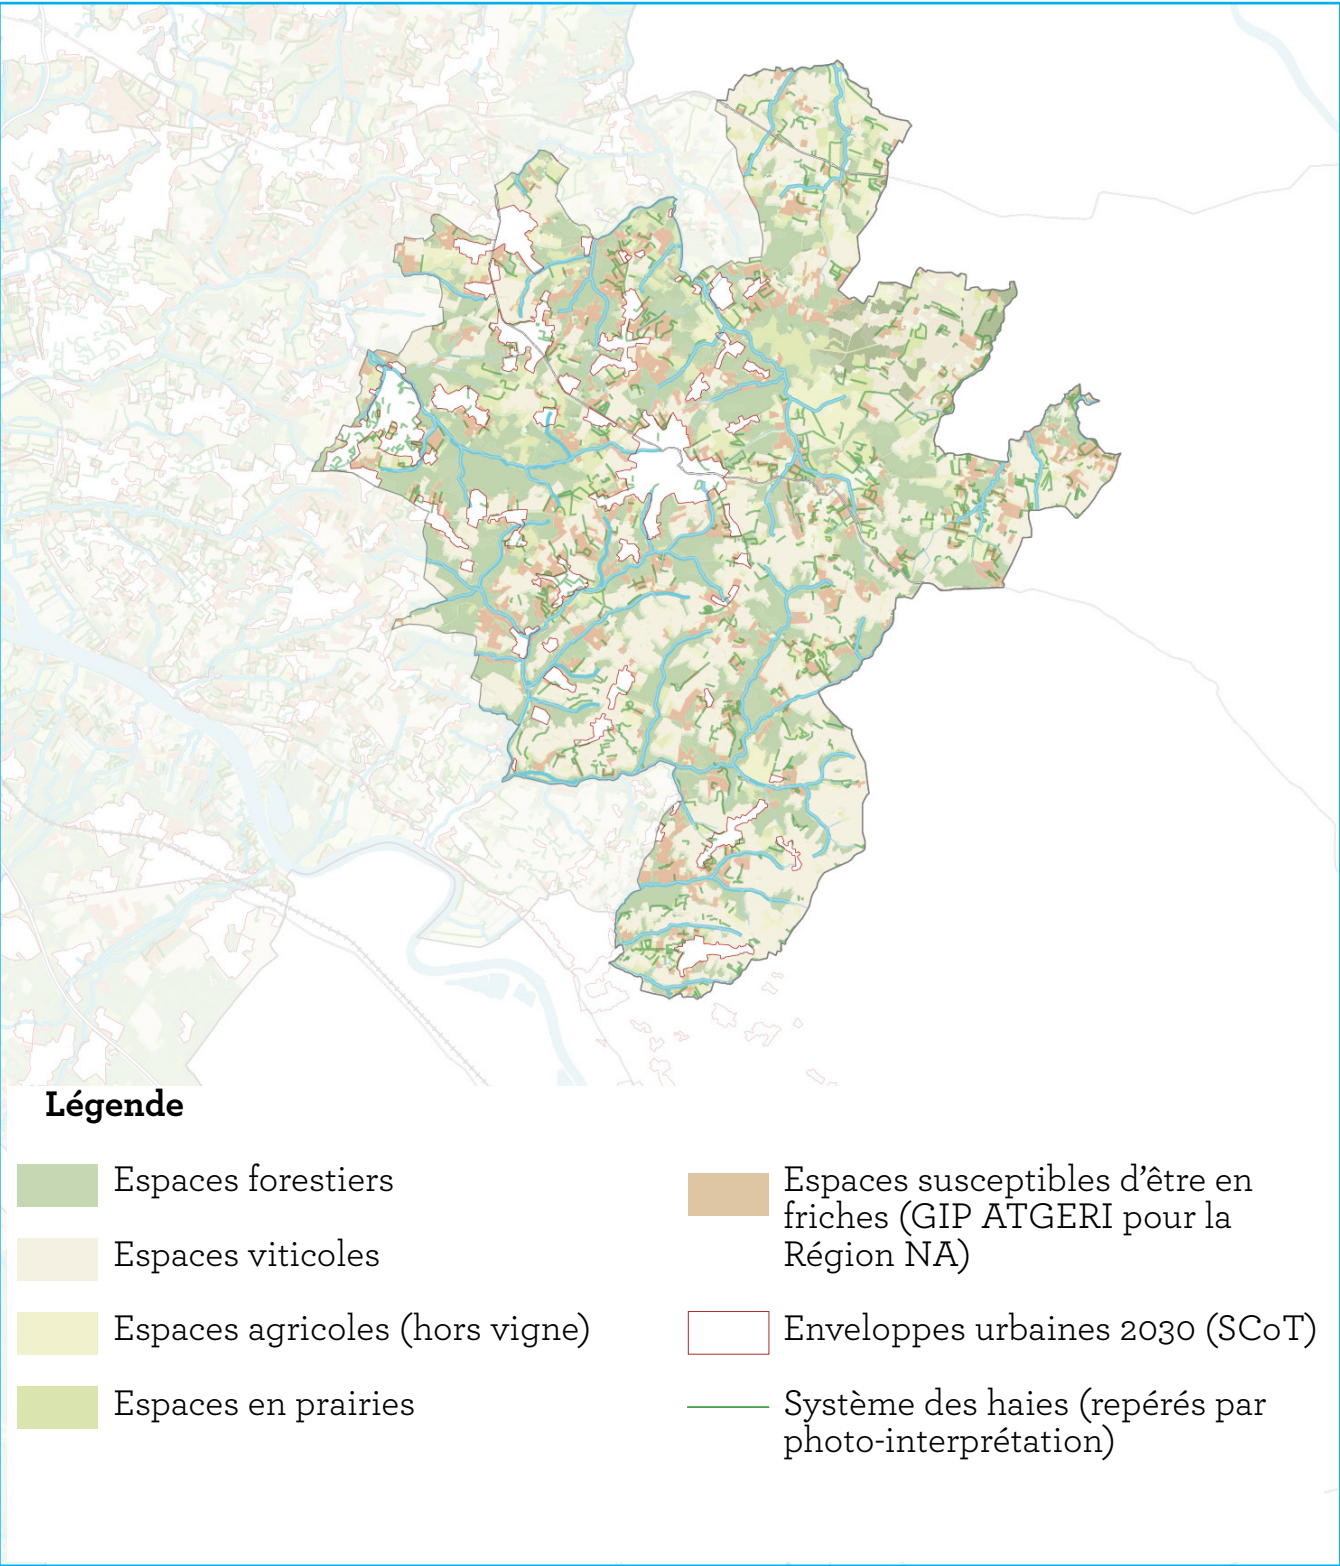 Légende
Espaces forestiers
Espaces viticoles
Espaces agricoles (hors vigne)
Espaces en prairies
Espaces susceptibles d’être en
friches (GIP ATGERI pour la
Région NA)
Enveloppes urbaines 2030 (SCoT)
Système des haies (repérés par
photo-interprétation)